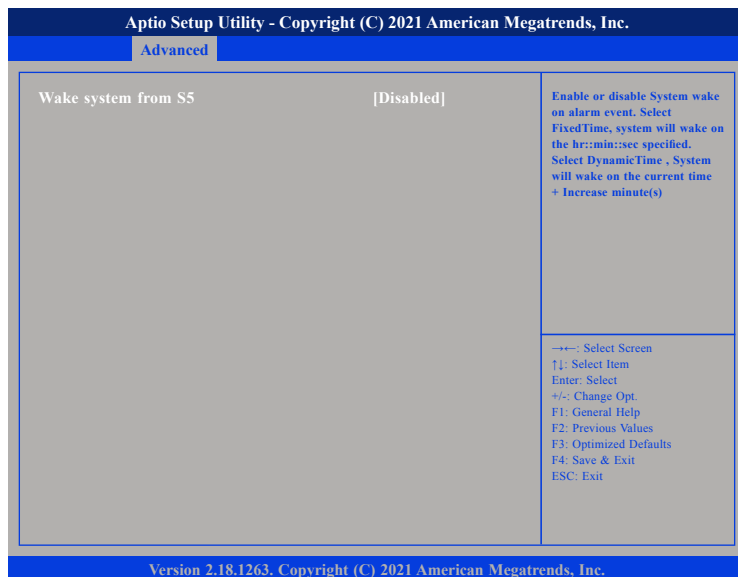 Aptio Setup Utility - Copyright (C) 2021 American Megatrends, Inc.
Advanced
Wake system from S5 [Disabled]
Enable or disable System wake
on alarm event. Select
FixedTime, system will wake on
the hr::min::sec specified.
Select DynamicTime , System
will wake on the current time
+ Increase minute(s)
→←: Select Screen
↑↓: Select Item
Enter: Select
+/-: Change Opt.
F1: General Help
F2: Previous Values
F3: Optimized Defaults
F4: Save & Exit
ESC: Exit
Version 2.18.1263. Copyright (C) 2021 American Megatrends, Inc.